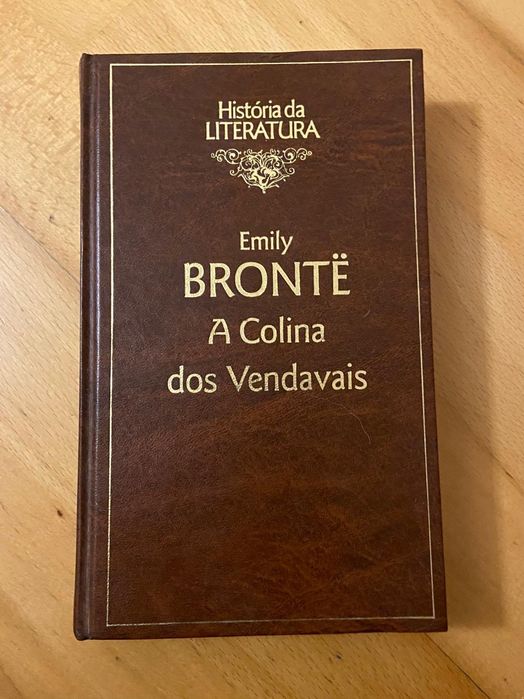 História da
LITERATURA
Emily
BRONTË
A Colina
dos Vendavais